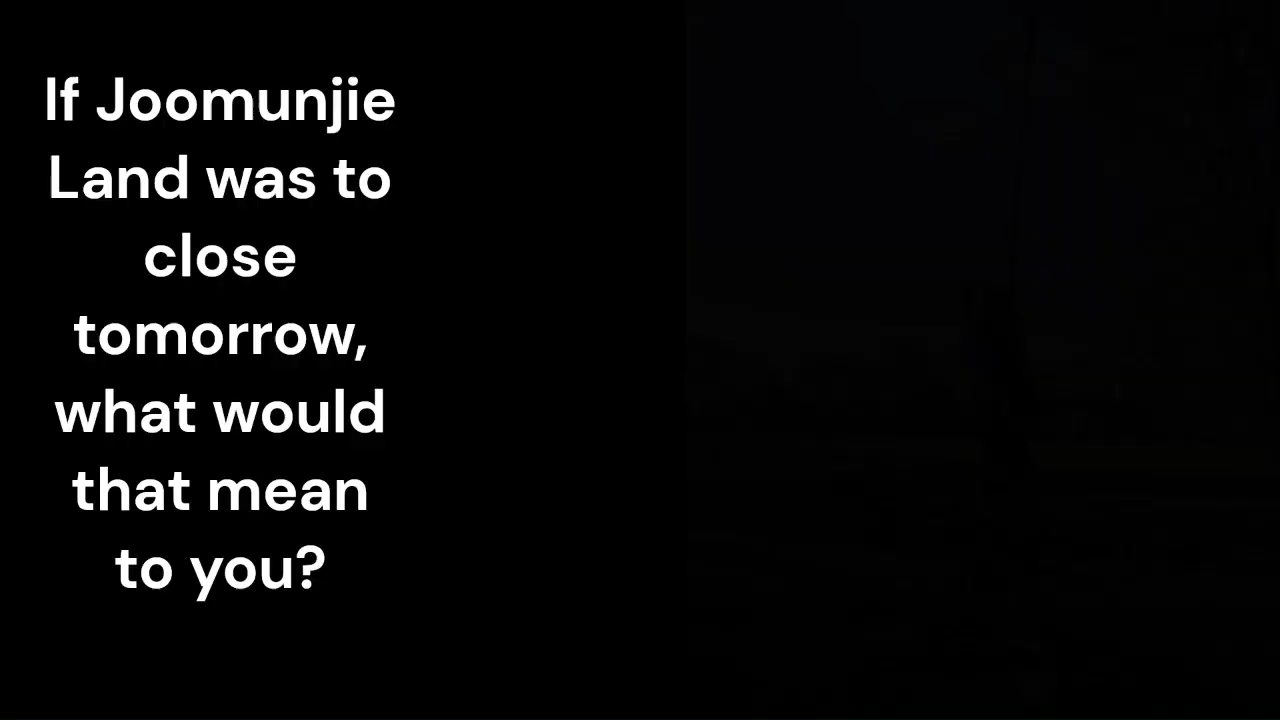 If Joomunjie
Land was to
close
tomorrow,
what would
that mean
to you?